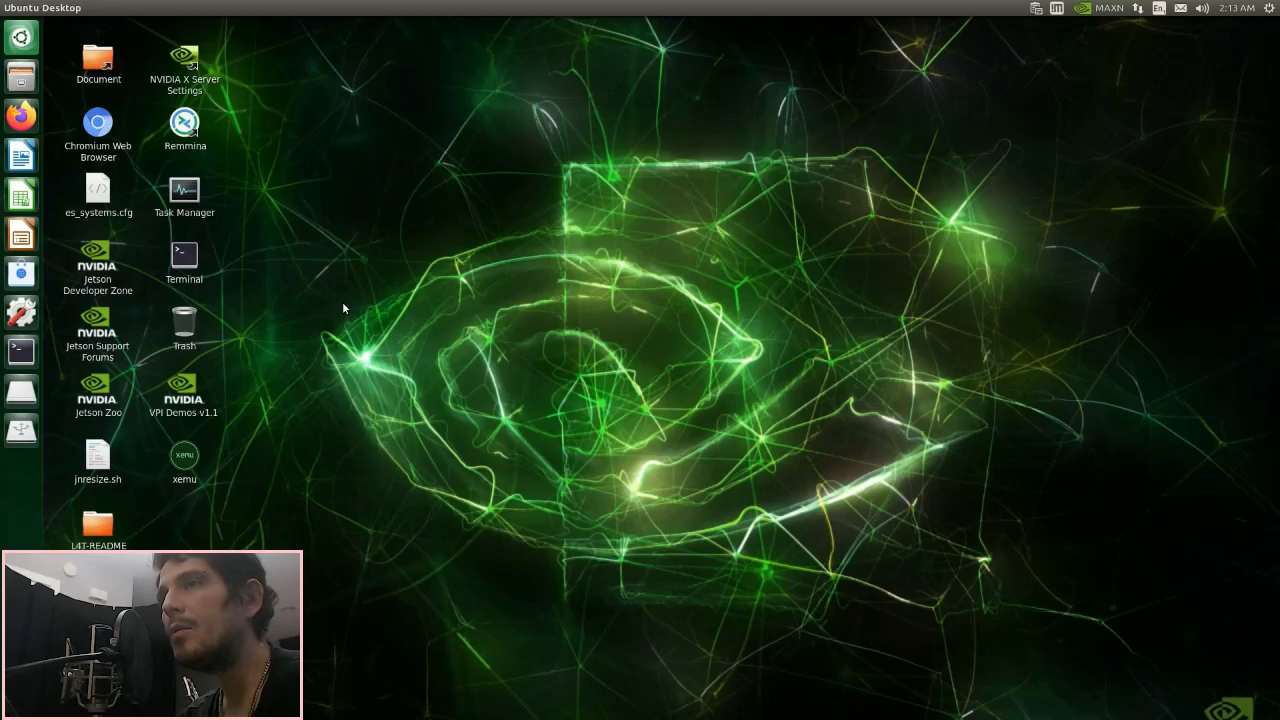 Ubuntu Desktop
MAXN
En
2:13 AM
Document
NVIDIA X Server
Settings
Chromium Web
Browser
Remmina
es_systems.cfg
Task Manager
NVIDIA
Jetson
Developer Zone
Terminal
NVIDIA
Jetson Support
Forums
Trash
NVIDIA
Jetson Zoo
NVIDIA
VPI Demos v1.1
jnresize.sh
xemu
xemu
L4T-README